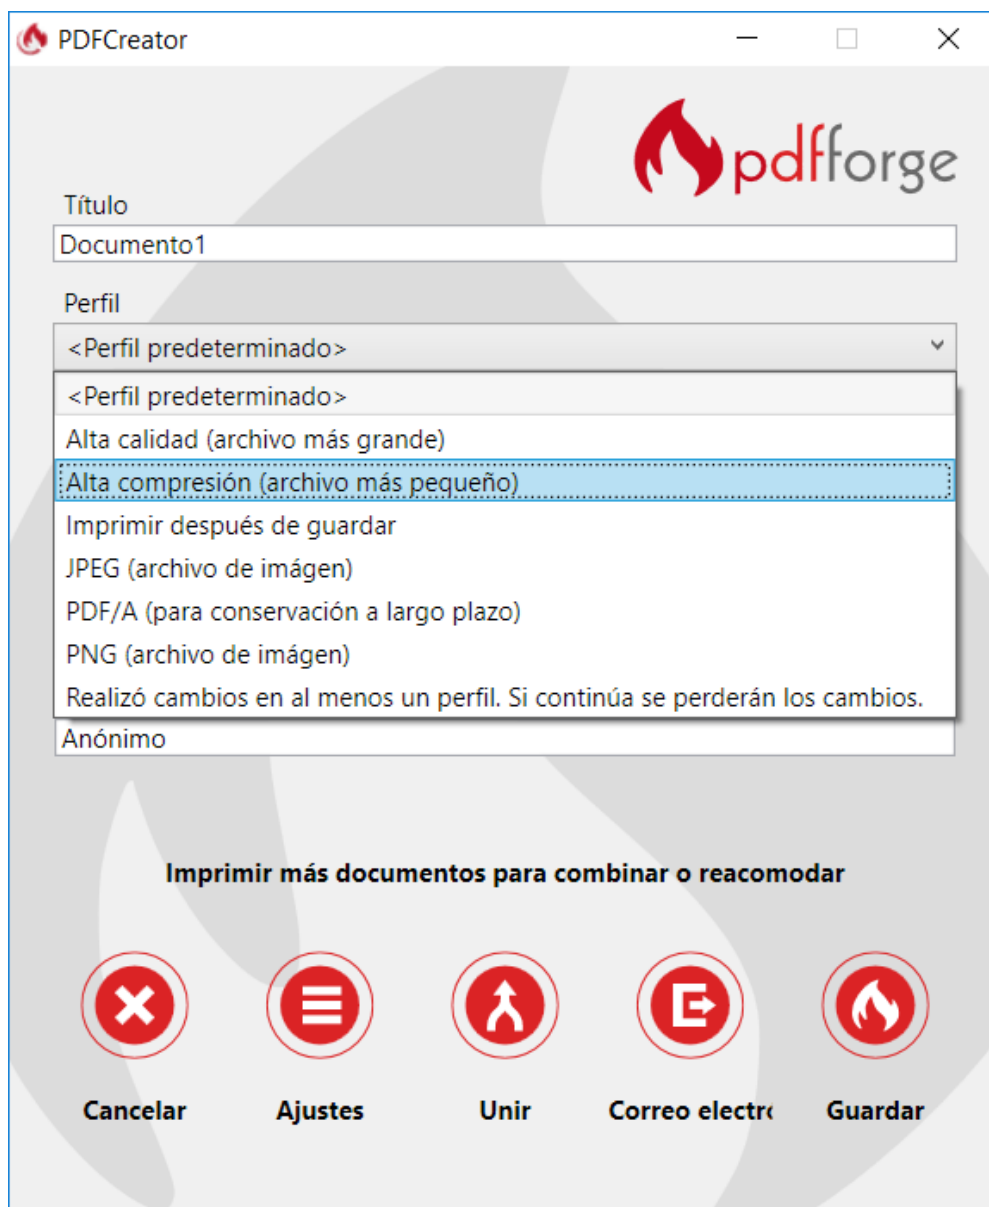 PDFCreator
pdfforge
Título
Documento1
Perfil
<Perfil predeterminado>
<Perfil predeterminado>
Alta calidad (archivo más grande)
Alta compresión (archivo más pequeño)
Imprimir después de guardar
JPEG (archivo de imágen)
PDF/A (para conservación a largo plazo)
PNG (archivo de imágen)
Realizó cambios en al menos un perfil. Si continúa se perderán los cambios.
Anónimo
Imprimir más documentos para combinar o reacomodar
Cancelar Ajustes Unir Correo electró Guardar